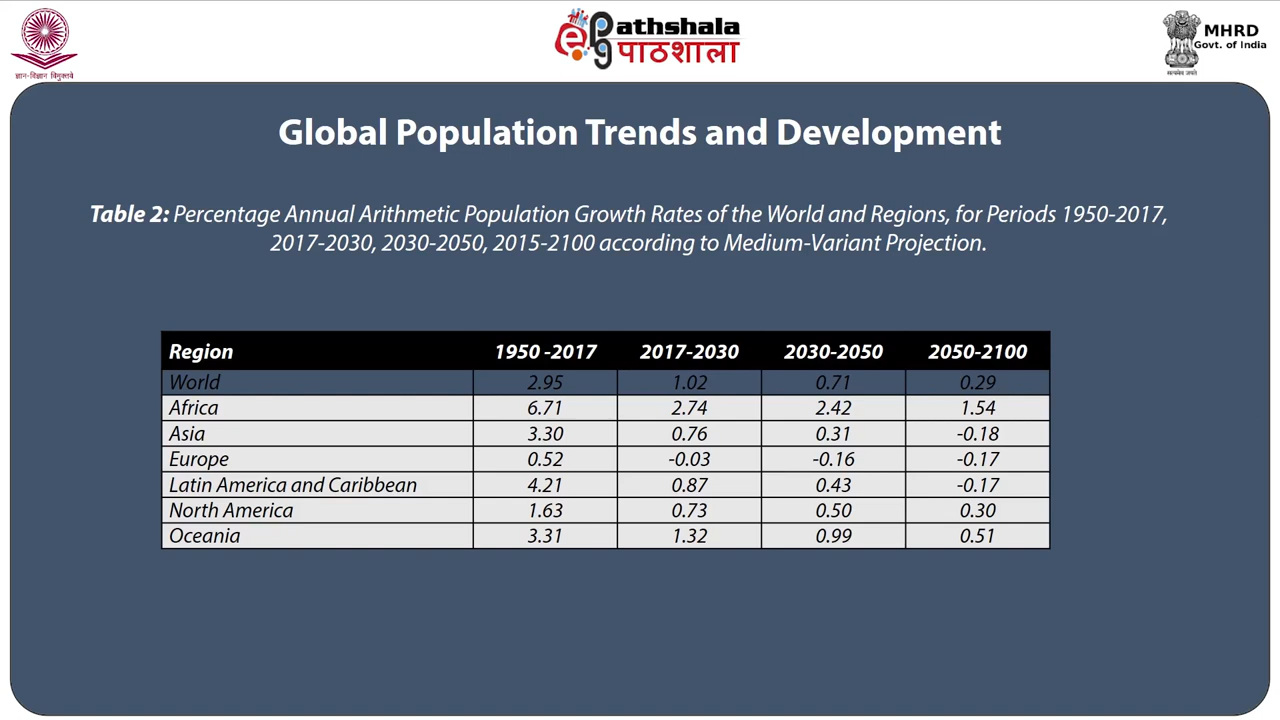 ज्ञान-विज्ञान विमुक्तये
ePathshala
पाठशाला
सत्यमेव जयते
MHRD
Govt. of India
Global Population Trends and Development
Table 2: Percentage Annual Arithmetic Population Growth Rates of the World and Regions, for Periods 1950-2017,
2017-2030, 2030-2050, 2015-2100 according to Medium-Variant Projection.
Region 1950 -2017 2017-2030 2030-2050 2050-2100
World 2.95 1.02 0.71 0.29
Africa 6.71 2.74 2.42 1.54
Asia 3.30 0.76 0.31 -0.18
Europe 0.52 -0.03 -0.16 -0.17
Latin America and Caribbean 4.21 0.87 0.43 -0.17
North America 1.63 0.73 0.50 0.30
Oceania 3.31 1.32 0.99 0.51